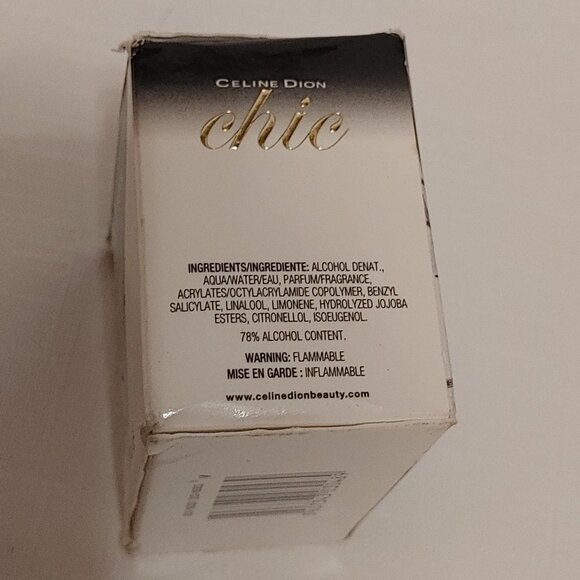 CELINE DION
chic
INGREDIENTS/INGREDIENTE: ALCOHOL DENAT.,
AQUA/WATER/EAU, PARFUM/FRAGRANCE,
ACRYLATES/OCTYLACRYLAMIDE COPOLYMER, BENZYL
SALICYLATE, LINALOOL, LIMONENE, HYDROLYZED JOJOBA
ESTERS, CITRONELLOL, ISOEUGENOL.
78% ALCOHOL CONTENT.
WARNING: FLAMMABLE
MISE EN GARDE : INFLAMMABLE
www.celinedionbeauty.com